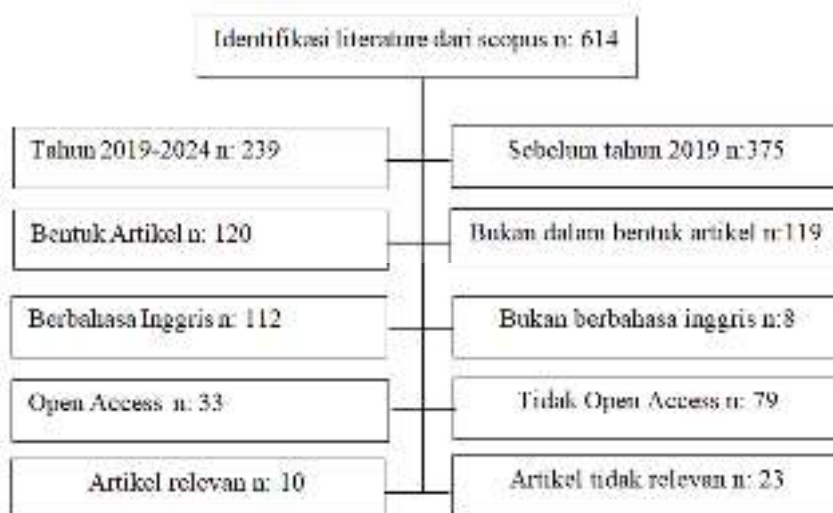 Identifikasi literature dari scopus n: 614
Tahun 2019-2024 n: 239
Sebelum tahun 2019 n:375
Bentuk Artikel n: 120
Bukan dalam bentuk artikel n:119
Berbahasa Inggris n: 112
Bukan berbahasa inggris n:8
Open Access n: 33
Tidak Open Access n: 79
Artikel relevan n: 10
Artikel tidak relevan n: 23